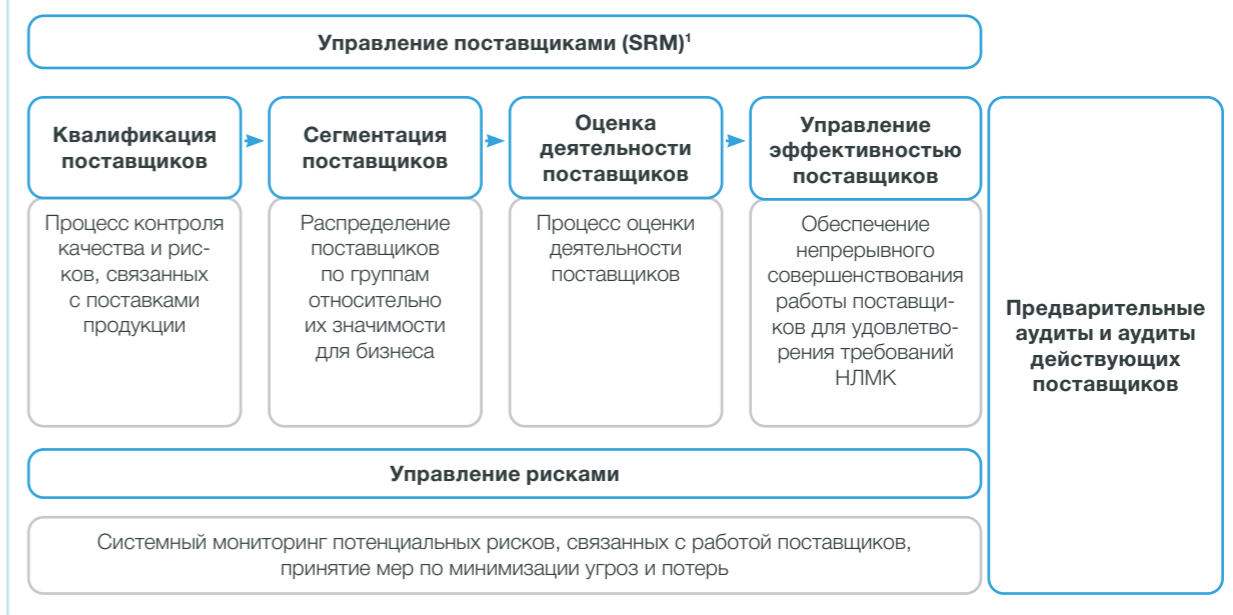 Управление поставщиками (SRM)¹
Квалификация
поставщиков
Сегментация
поставщиков
Оценка
деятельности
поставщиков
Управление
эффективностью
поставщиков
Процесс контроля
качества и рис-
ков, связанных
с поставками
продукции
Распределение
поставщиков
по группам
относительно
их значимости
для бизнеса
Процесс оценки
деятельности
поставщиков
Обеспечение
непрерывного
совершенствования
работы поставщи-
ков для удовлетво-
рения требований
НЛМК
Предварительные
аудиты и аудиты
действующих
поставщиков
Управление рисками
Системный мониторинг потенциальных рисков, связанных с работой поставщиков,
принятие мер по минимизации угроз и потерь